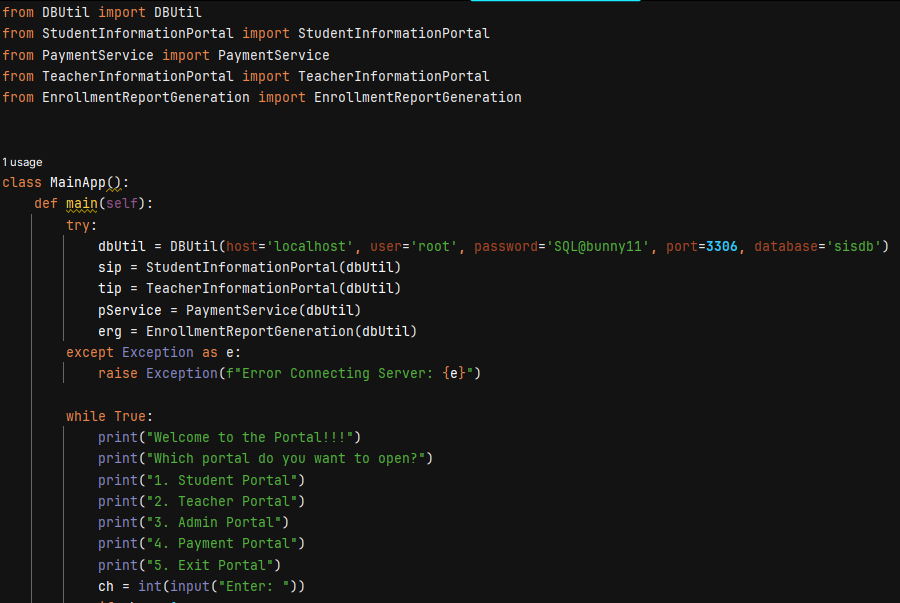 from DBUtil import DBUtil
from StudentInformationPortal import StudentInformationPortal
from PaymentService import PaymentService
from TeacherInformationPortal import TeacherInformationPortal
from EnrollmentReportGeneration import EnrollmentReportGeneration
1 usage
class MainApp():
    def main(self):
        try:
            dbUtil = DBUtil(host='localhost', user='root', password='SQL@bunny11', port=3306, database='sisdb')
            sip = StudentInformationPortal(dbUtil)
            tip = TeacherInformationPortal(dbUtil)
            pService = PaymentService(dbUtil)
            erg = EnrollmentReportGeneration(dbUtil)
        except Exception as e:
            raise Exception(f"Error Connecting Server: {e}")
        while True:
            print("Welcome to the Portal!!!")
            print("Which portal do you want to open?")
            print("1. Student Portal")
            print("2. Teacher Portal")
            print("3. Admin Portal")
            print("4. Payment Portal")
            print("5. Exit Portal")
            ch = int(input("Enter: "))